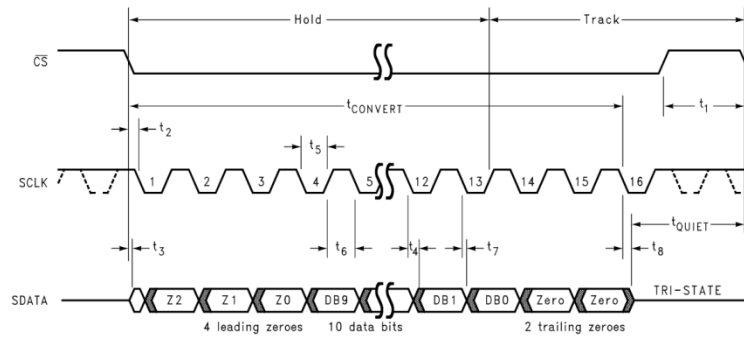 Hold Track
CS
tCONVERT
t1
t2
t5
SCLK 1 2 3 4 5 12 13 14 15 16
tQUIET
t3 t6 t4 t7 t8
SDATA Z2 Z1 Z0 DB9 DB1 DB0 Zero Zero TRI-STATE
4 leading zeroes 10 data bits 2 trailing zeroes